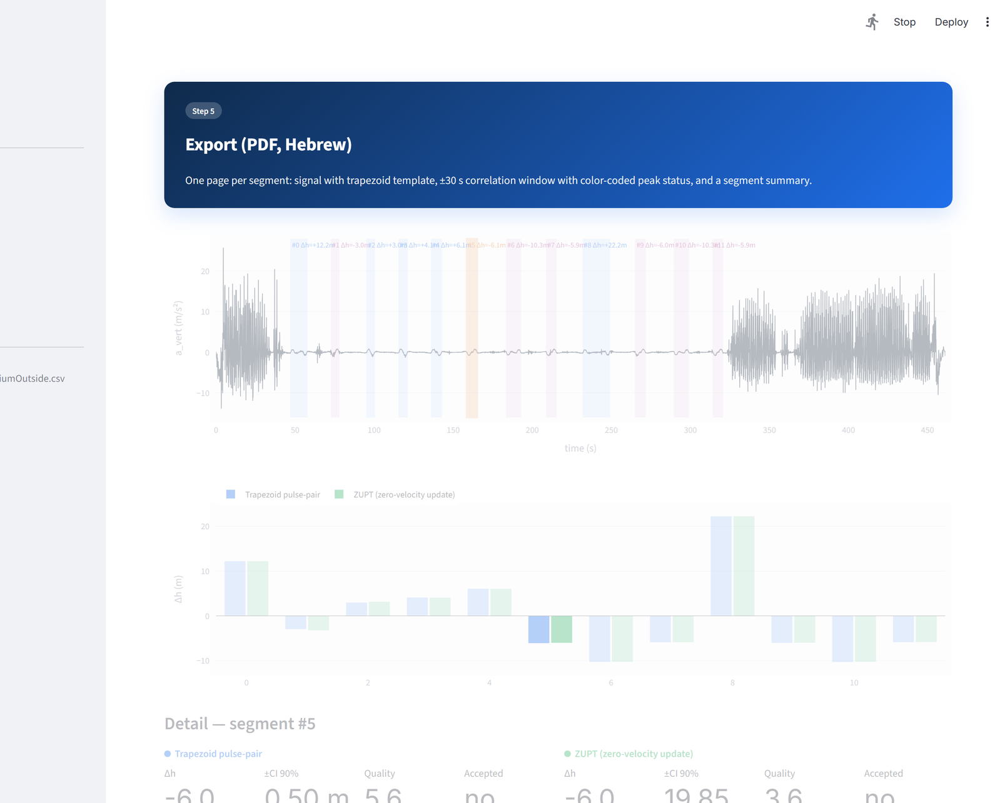 Stop Deploy
Step 5
Export (PDF, Hebrew)
One page per segment: signal with trapezoid template, ±30 s correlation window with color-coded peak status, and a segment summary.
#0 Δh=+12.2m #1 Δh=-3.0m #2 Δh=+3.0 #3 Δh=+4.1 #4 Δh=+6.1m #5 Δh=-6.1m #6 Δh=-10.3m #7 Δh=-5.9m #8 Δh=+22.2m #9 Δh=-6.0m #10 Δh=-10.3 #11 Δh=-5.9m
20
10
0
−10
a_vert (m/s²)
0 50 100 150 200 250 300 350 400 450
time (s)
iumOutside.csv
Trapezoid pulse-pair ZUPT (zero-velocity update)
20
10
0
−10
Δh (m)
0 2 4 6 8 10
Detail — segment #5
Trapezoid pulse-pair ZUPT (zero-velocity update)
Δh ±CI 90% Quality Accepted Δh ±CI 90% Quality Accepted
-6.0 0.50 m 5.6 no -6.0 19.85 3.6 no